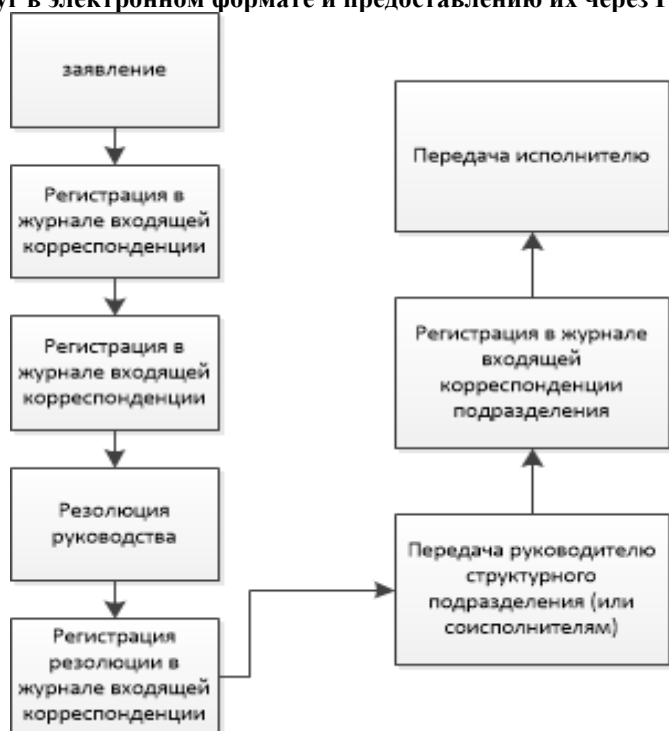 в электронном формате и предоставлению их через
заявление
Регистрация в
журнале входящей
корреспонденции
Регистрация в
журнале входящей
корреспонденции
Резолюция
руководства
Регистрация
резолюции в
журнале входящей
корреспонденции
Передача исполнителю
Регистрация в журнале
входящей
корреспонденции
подразделения
Передача руководителю
структурного
подразделения (или
соисполнителям)